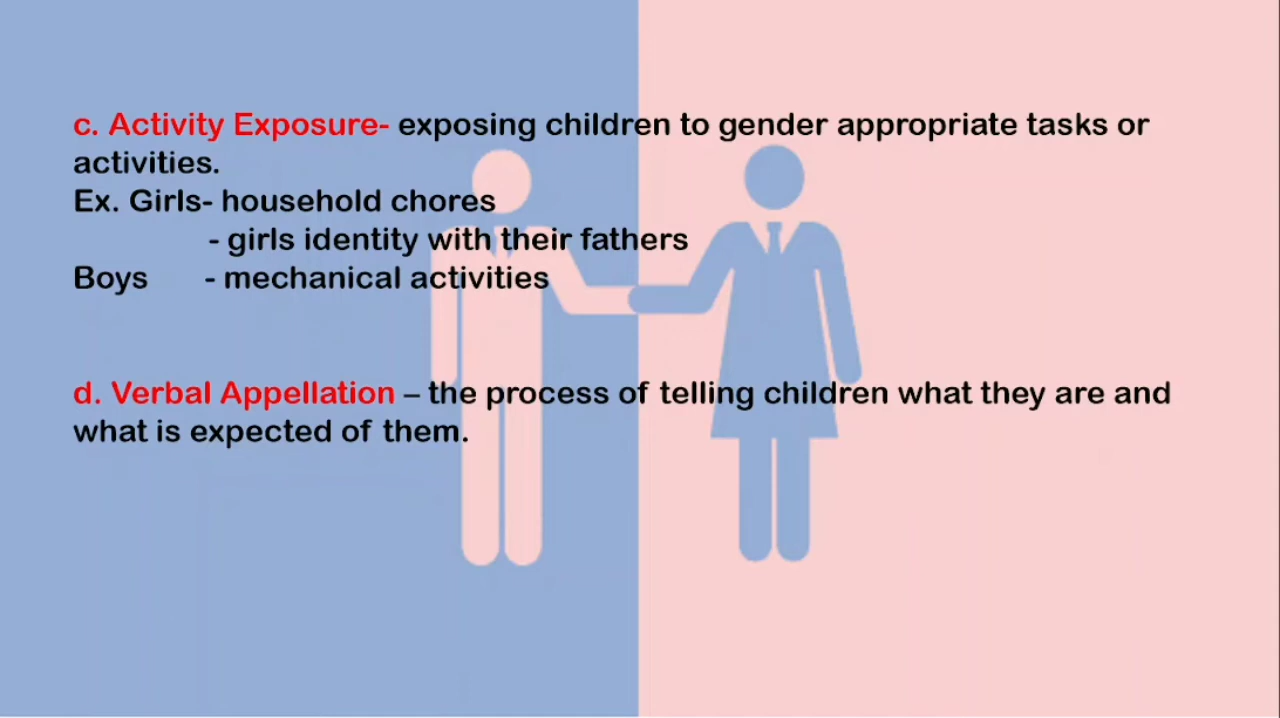 c. Activity Exposure- exposing children to gender appropriate tasks or
activities.
Ex. Girls- household chores
- girls identity with their fathers
Boys - mechanical activities
d. Verbal Appellation – the process of telling children what they are and
what is expected of them.